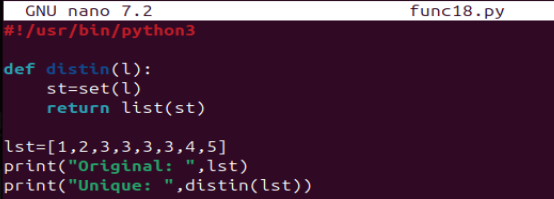 GNU nano 7.2 func18.py
#!/usr/bin/python3

def distin(l):
    st=set(l)
    return list(st)

lst=[1,2,3,3,3,3,4,5]
print("Original: ",lst)
print("Unique: ",distin(lst))